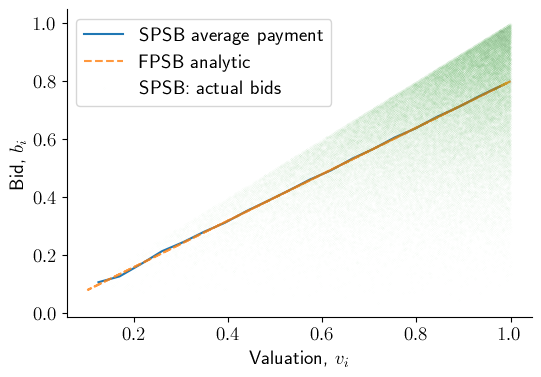 1.0
0.8
0.6
0.4
0.2
0.0
Bid, b_i
SPSB average payment
FPSB analytic
SPSB: actual bids
0.2 0.4 0.6 0.8 1.0
Valuation, v_i